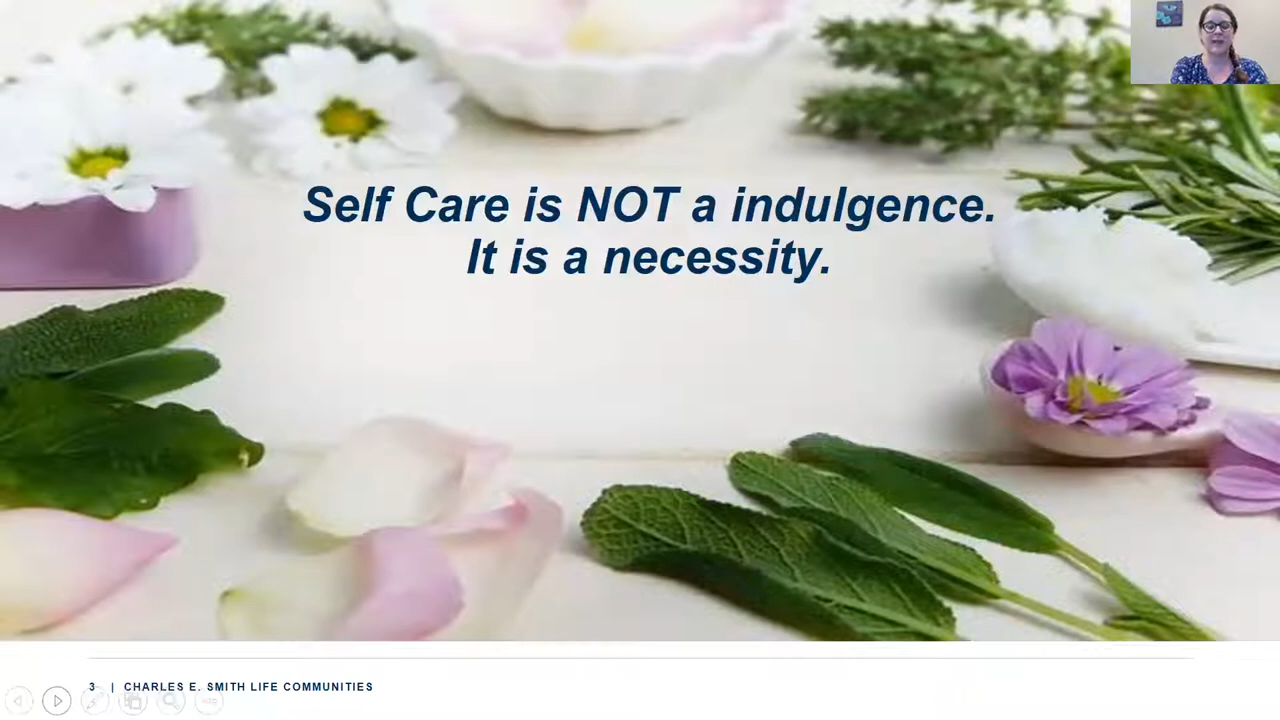 Self Care is NOT a indulgence.
It is a necessity.
3 | CHARLES E. SMITH LIFE COMMUNITIES